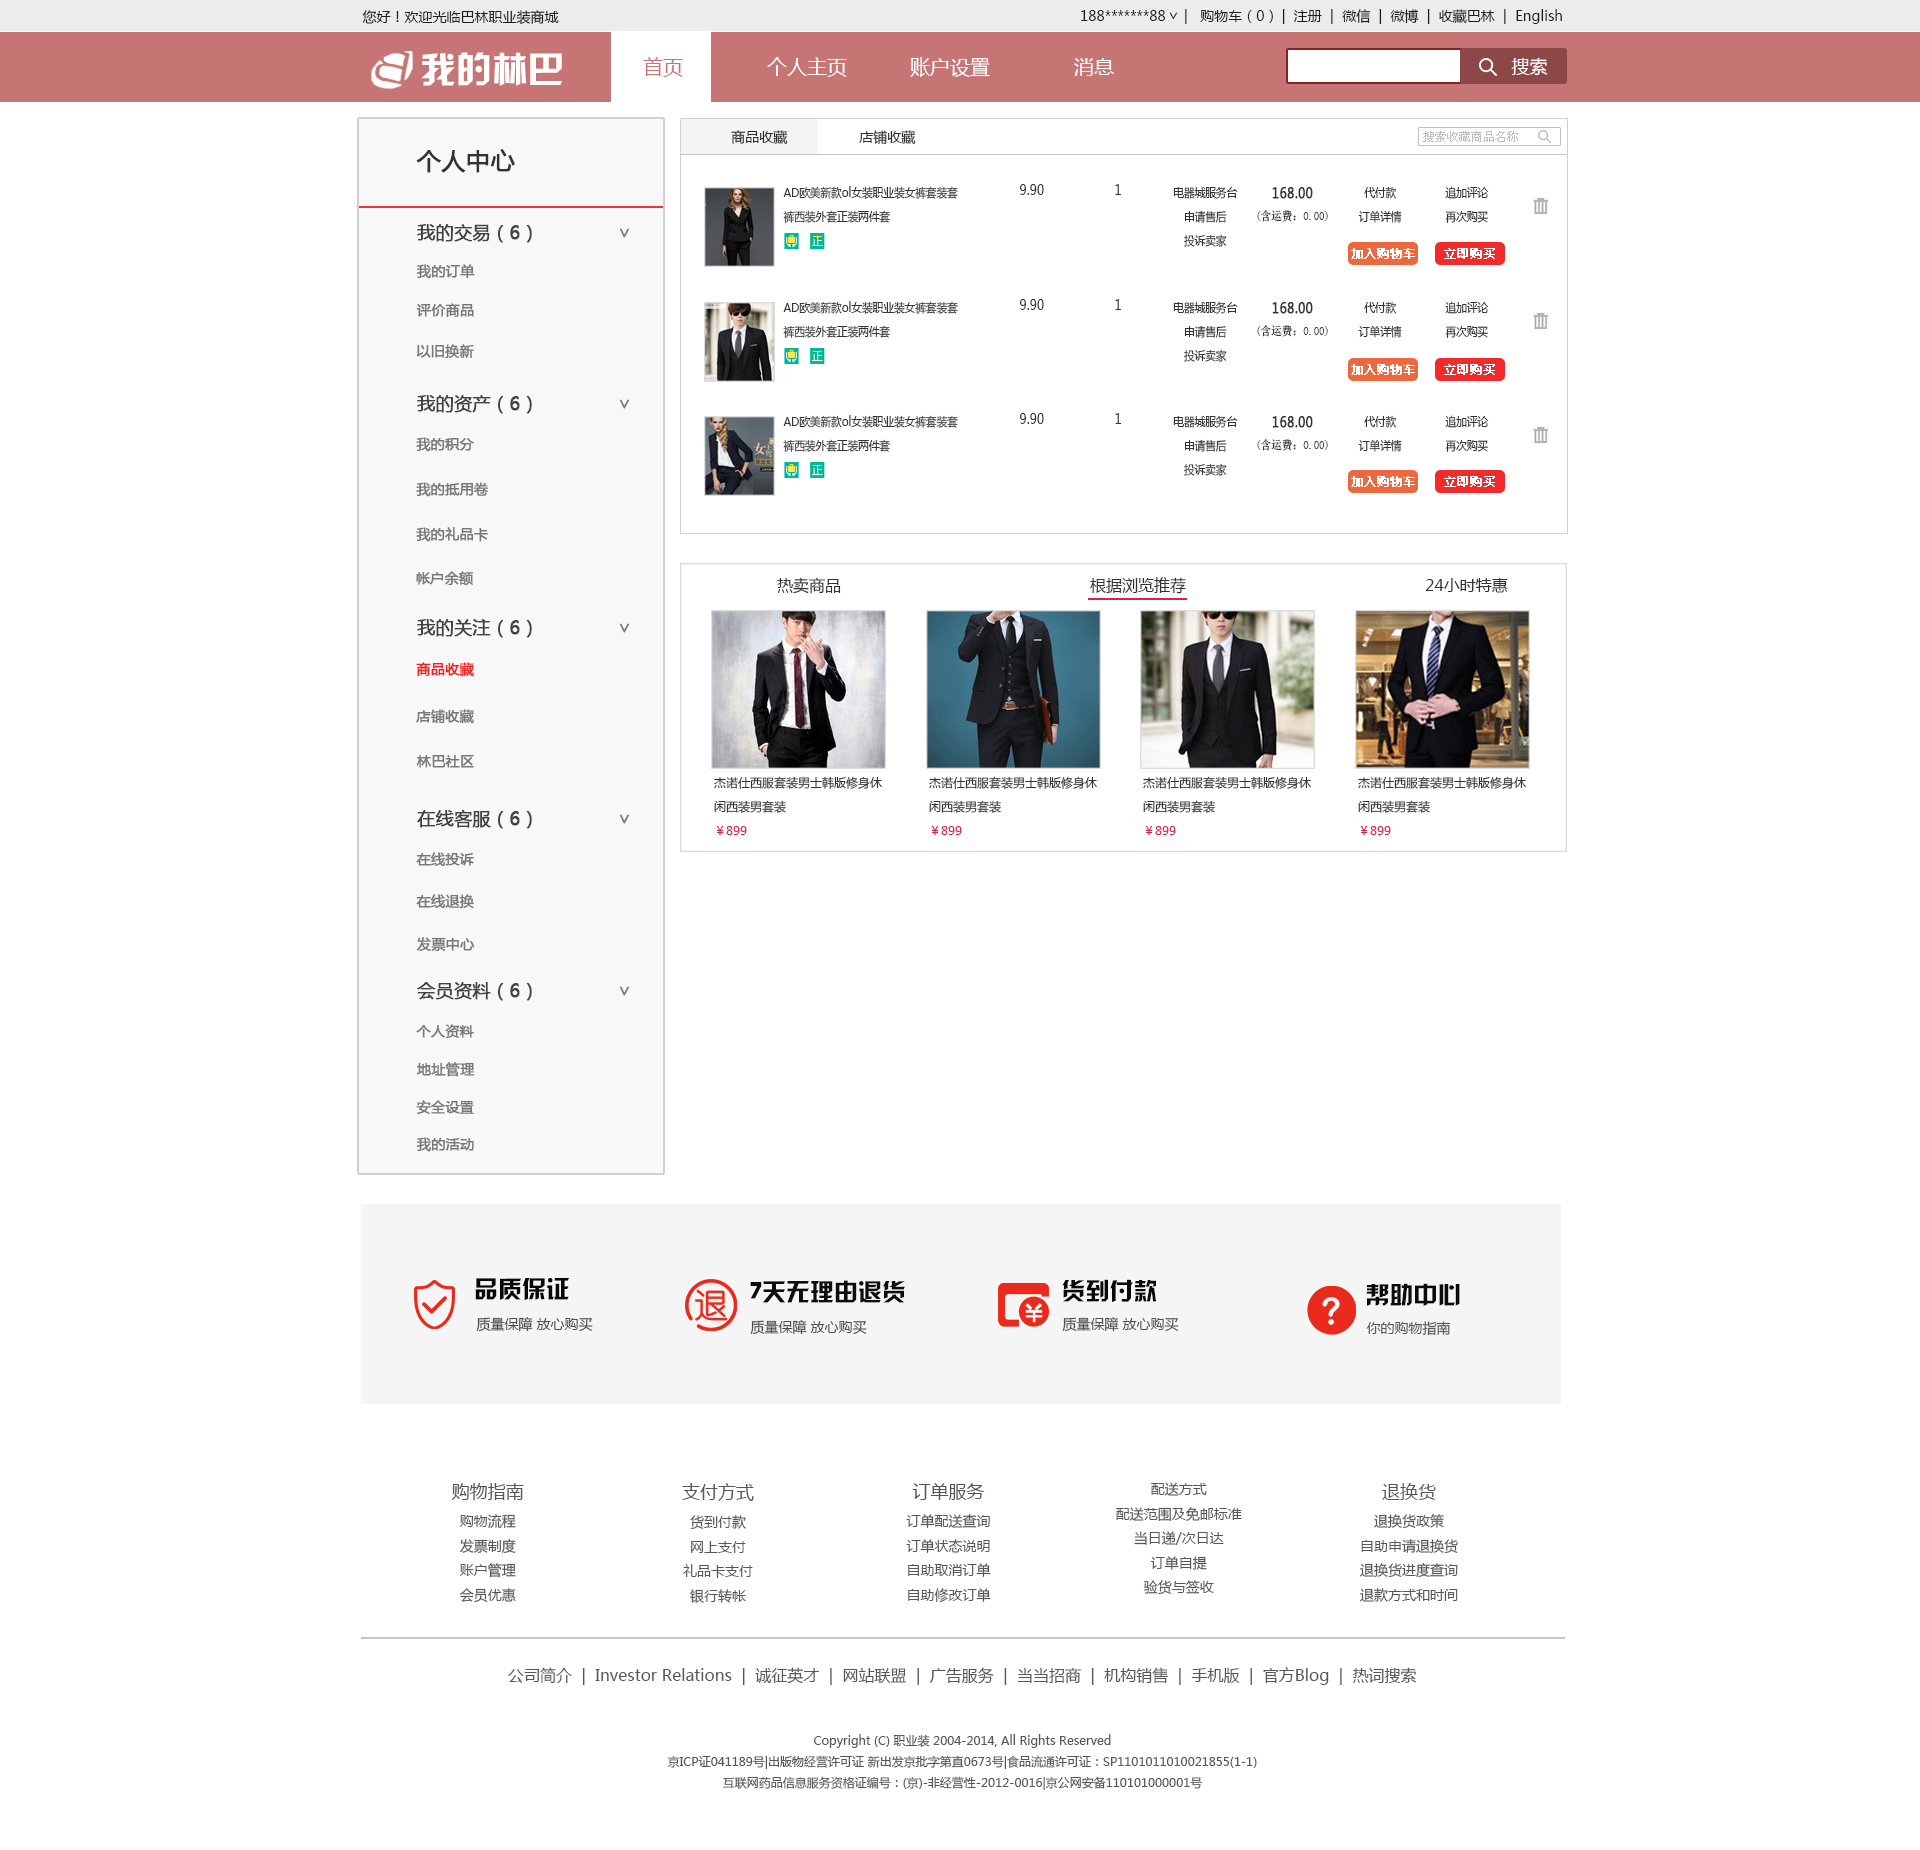 您好！欢迎光临巴林职业装商城
188*******88 ∨ | 购物车（0）| 注册 | 微信 | 微博 | 收藏巴林 | English
我的林巴
首页 个人主页 账户设置 消息
搜索
个人中心
我的交易（6）
我的订单
评价商品
以旧换新
我的资产（6）
我的积分
我的抵用卷
我的礼品卡
帐户余额
我的关注（6）
商品收藏
店铺收藏
林巴社区
在线客服（6）
在线投诉
在线退换
发票中心
会员资料（6）
个人资料
地址管理
安全设置
我的活动
商品收藏 店铺收藏
搜索收藏商品名称
AD欧美新款ol女装职业装女裤套装套 9.90 1 电器城服务台 168.00 代付款 追加评论
裤西装外套正装两件套 申请售后 （含运费：0.00） 订单详情 再次购买
正 投诉卖家
加入购物车 立即购买
AD欧美新款ol女装职业装女裤套装套 9.90 1 电器城服务台 168.00 代付款 追加评论
裤西装外套正装两件套 申请售后 （含运费：0.00） 订单详情 再次购买
正 投诉卖家
加入购物车 立即购买
AD欧美新款ol女装职业装女裤套装套 9.90 1 电器城服务台 168.00 代付款 追加评论
裤西装外套正装两件套 申请售后 （含运费：0.00） 订单详情 再次购买
正 投诉卖家
加入购物车 立即购买
热卖商品 根据浏览推荐 24小时特惠
杰诺仕西服套装男士韩版修身休
闲西装男套装
￥899
杰诺仕西服套装男士韩版修身休
闲西装男套装
￥899
杰诺仕西服套装男士韩版修身休
闲西装男套装
￥899
杰诺仕西服套装男士韩版修身休
闲西装男套装
￥899
品质保证
质量保障 放心购买
退
7天无理由退货
质量保障 放心购买
¥
货到付款
质量保障 放心购买
?
帮助中心
你的购物指南
购物指南
购物流程
发票制度
账户管理
会员优惠
支付方式
货到付款
网上支付
礼品卡支付
银行转帐
订单服务
订单配送查询
订单状态说明
自助取消订单
自助修改订单
配送方式
配送范围及免邮标准
当日递/次日达
订单自提
验货与签收
退换货
退换货政策
自助申请退换货
退换货进度查询
退款方式和时间
公司简介 | Investor Relations | 诚征英才 | 网站联盟 | 广告服务 | 当当招商 | 机构销售 | 手机版 | 官方Blog | 热词搜索
Copyright (C) 职业装 2004-2014, All Rights Reserved
京ICP证041189号|出版物经营许可证 新出发京批字第直0673号|食品流通许可证：SP1101011010021855(1-1)
互联网药品信息服务资格证编号：(京)-非经营性-2012-0016|京公网安备110101000001号